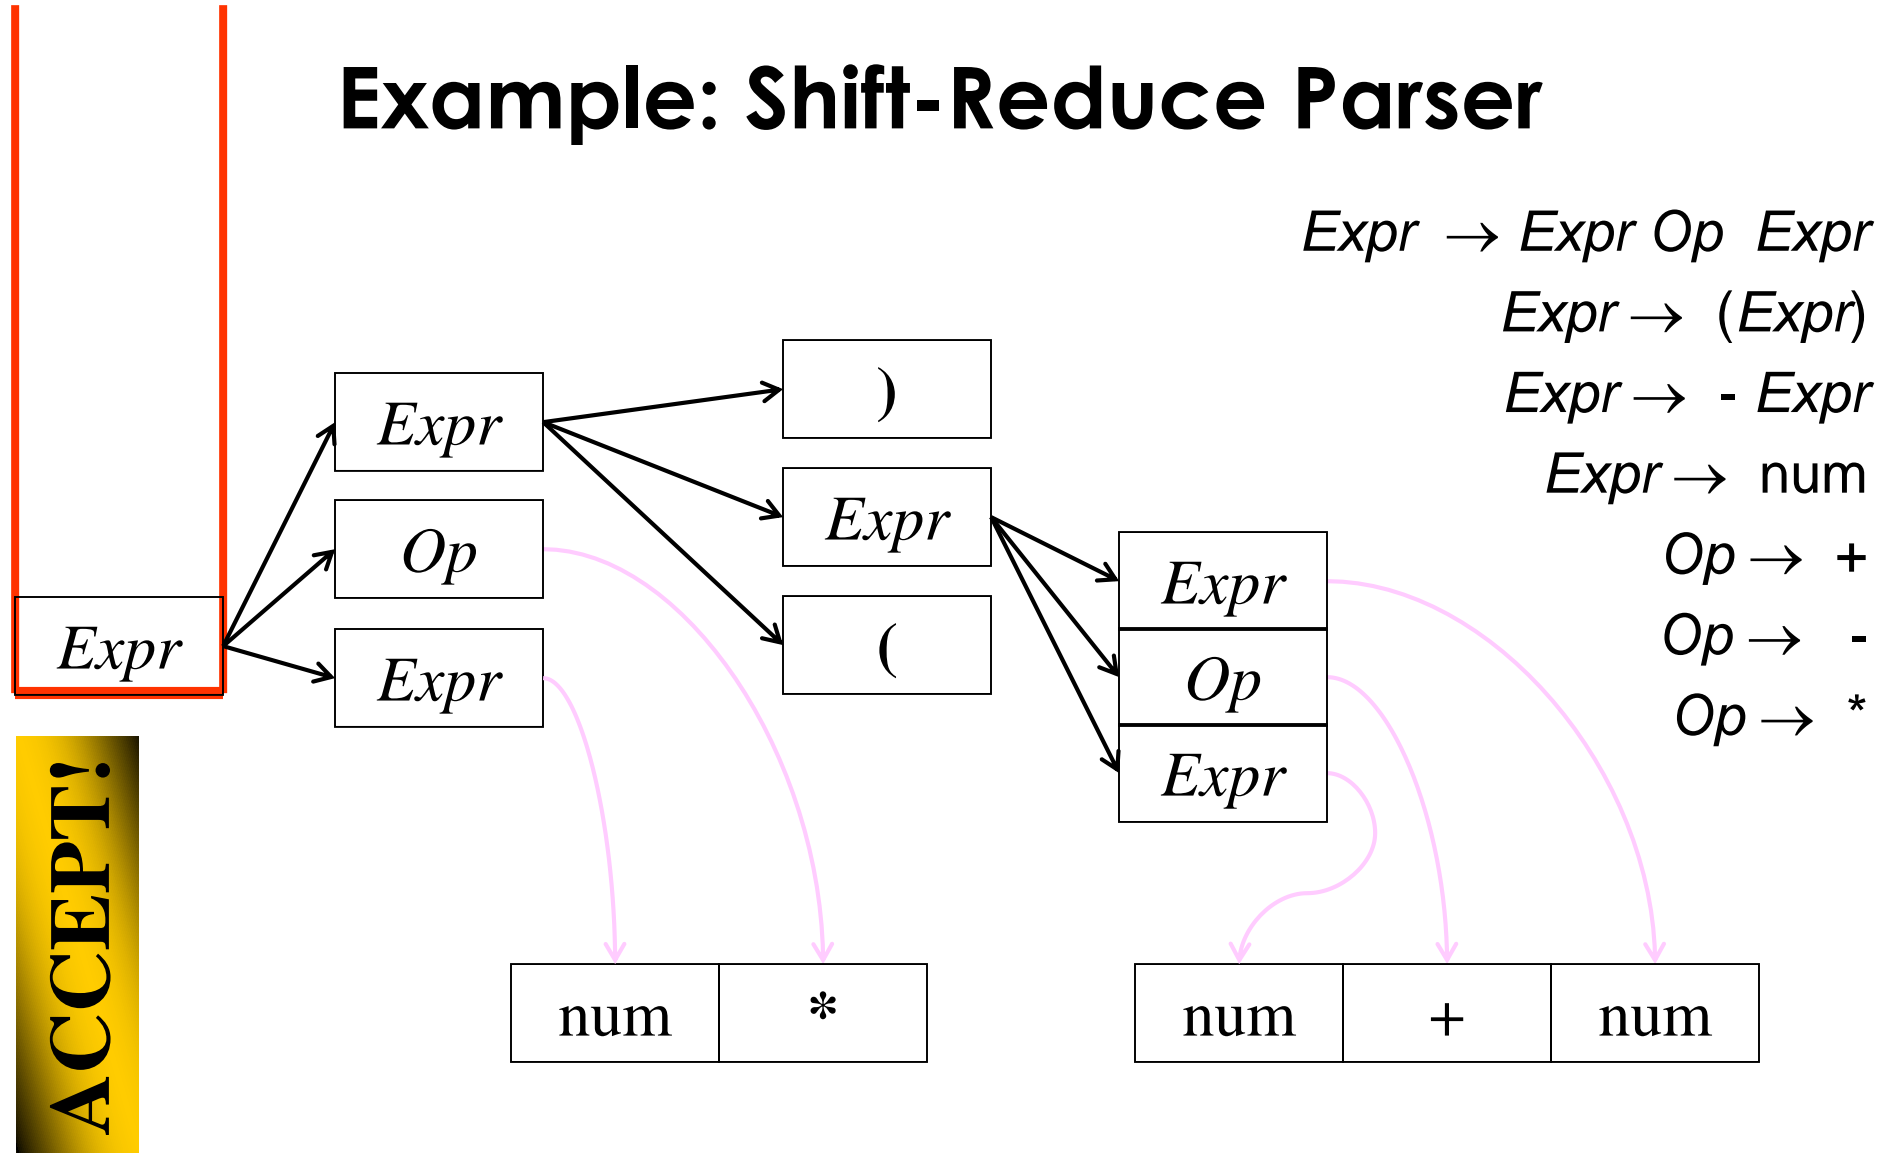 Example: Shift-Reduce Parser
Expr → Expr Op Expr
Expr → (Expr)
Expr → - Expr
Expr → num
Op → +
Op → -
Op → *
)
Expr
Expr
Op
(
Expr
Expr
Expr
Op
Expr
num
*
num
+
num
ACCEPT!